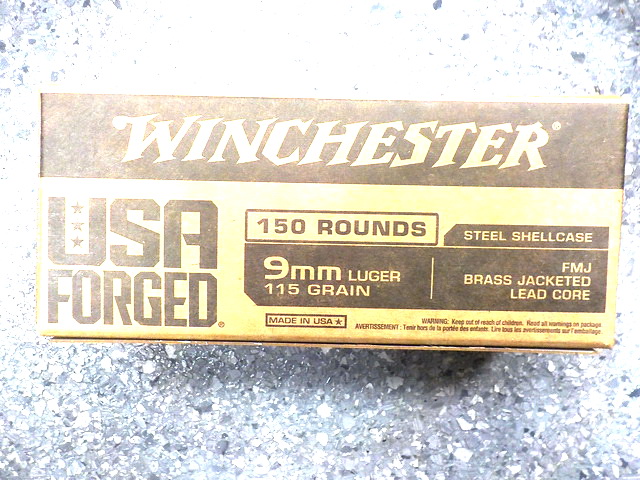 WINCHESTER®
USA
FORGED®
150 ROUNDS
STEEL SHELLCASE
9mm LUGER
115 GRAIN
FMJ
BRASS JACKETED
LEAD CORE
MADE IN USA
WARNING: Keep out of reach of children. Read all warnings on package
AVERTISSEMENT: Tenir hors de la portée des enfants. Lire tous les avertissements sur l'emballage